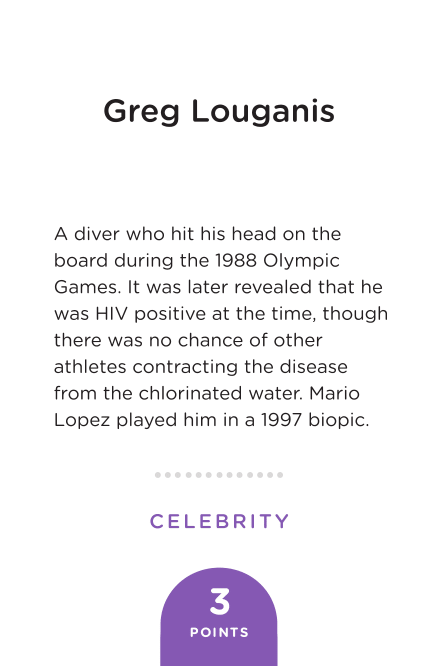 Greg Louganis
A diver who hit his head on the
board during the 1988 Olympic
Games. It was later revealed that he
was HIV positive at the time, though
there was no chance of other
athletes contracting the disease
from the chlorinated water. Mario
Lopez played him in a 1997 biopic.
CELEBRITY
3
POINTS